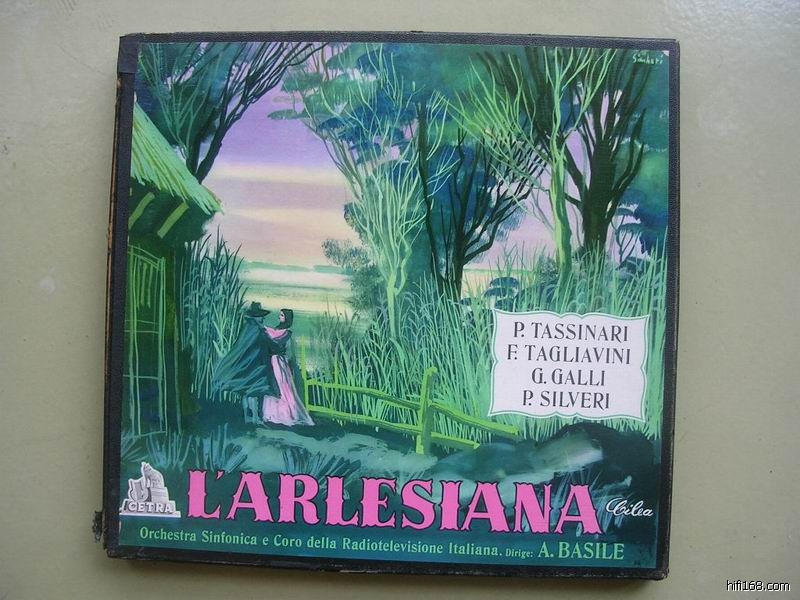 P. TASSINARI
F. TAGLIAVINI
G. GALLI
P. SILVERI
CETRA
L'ARLESIANA
Cilea
Orchestra Sinfonica e Coro della Radiotelevisione Italiana. Dirige: A. BASILE
hifi168.com